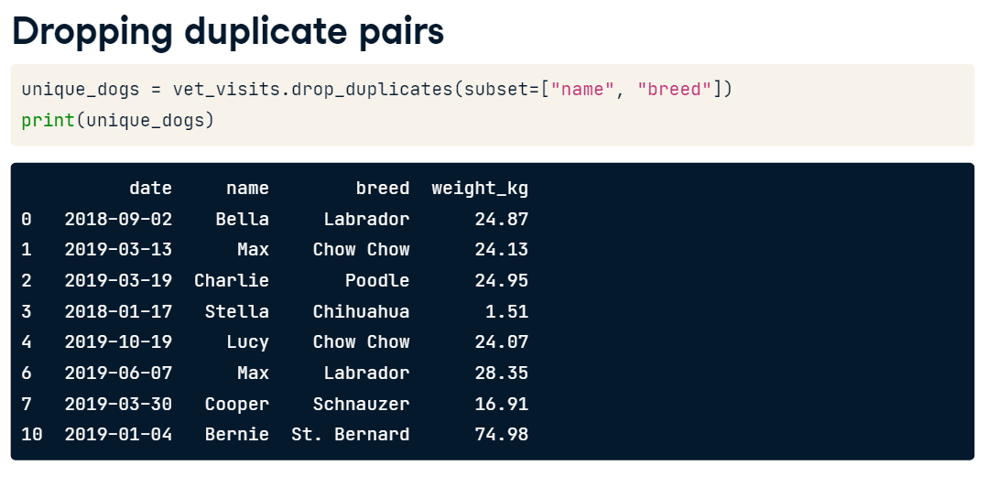 Dropping duplicate pairs
unique_dogs = vet_visits.drop_duplicates(subset=["name", "breed"])
print(unique_dogs)
date name breed weight_kg
0 2018-09-02 Bella Labrador 24.87
1 2019-03-13 Max Chow Chow 24.13
2 2019-03-19 Charlie Poodle 24.95
3 2018-01-17 Stella Chihuahua 1.51
4 2019-10-19 Lucy Chow Chow 24.07
6 2019-06-07 Max Labrador 28.35
7 2019-03-30 Cooper Schnauzer 16.91
10 2019-01-04 Bernie St. Bernard 74.98